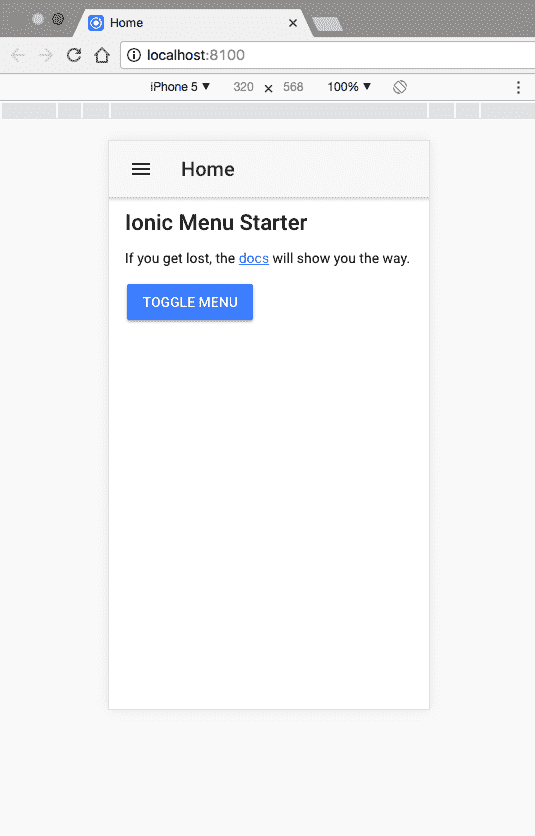 Home
localhost:8100
iPhone 5 ▼ 320 × 568 100% ▼
Home
Ionic Menu Starter
If you get lost, the docs will show you the way.
TOGGLE MENU